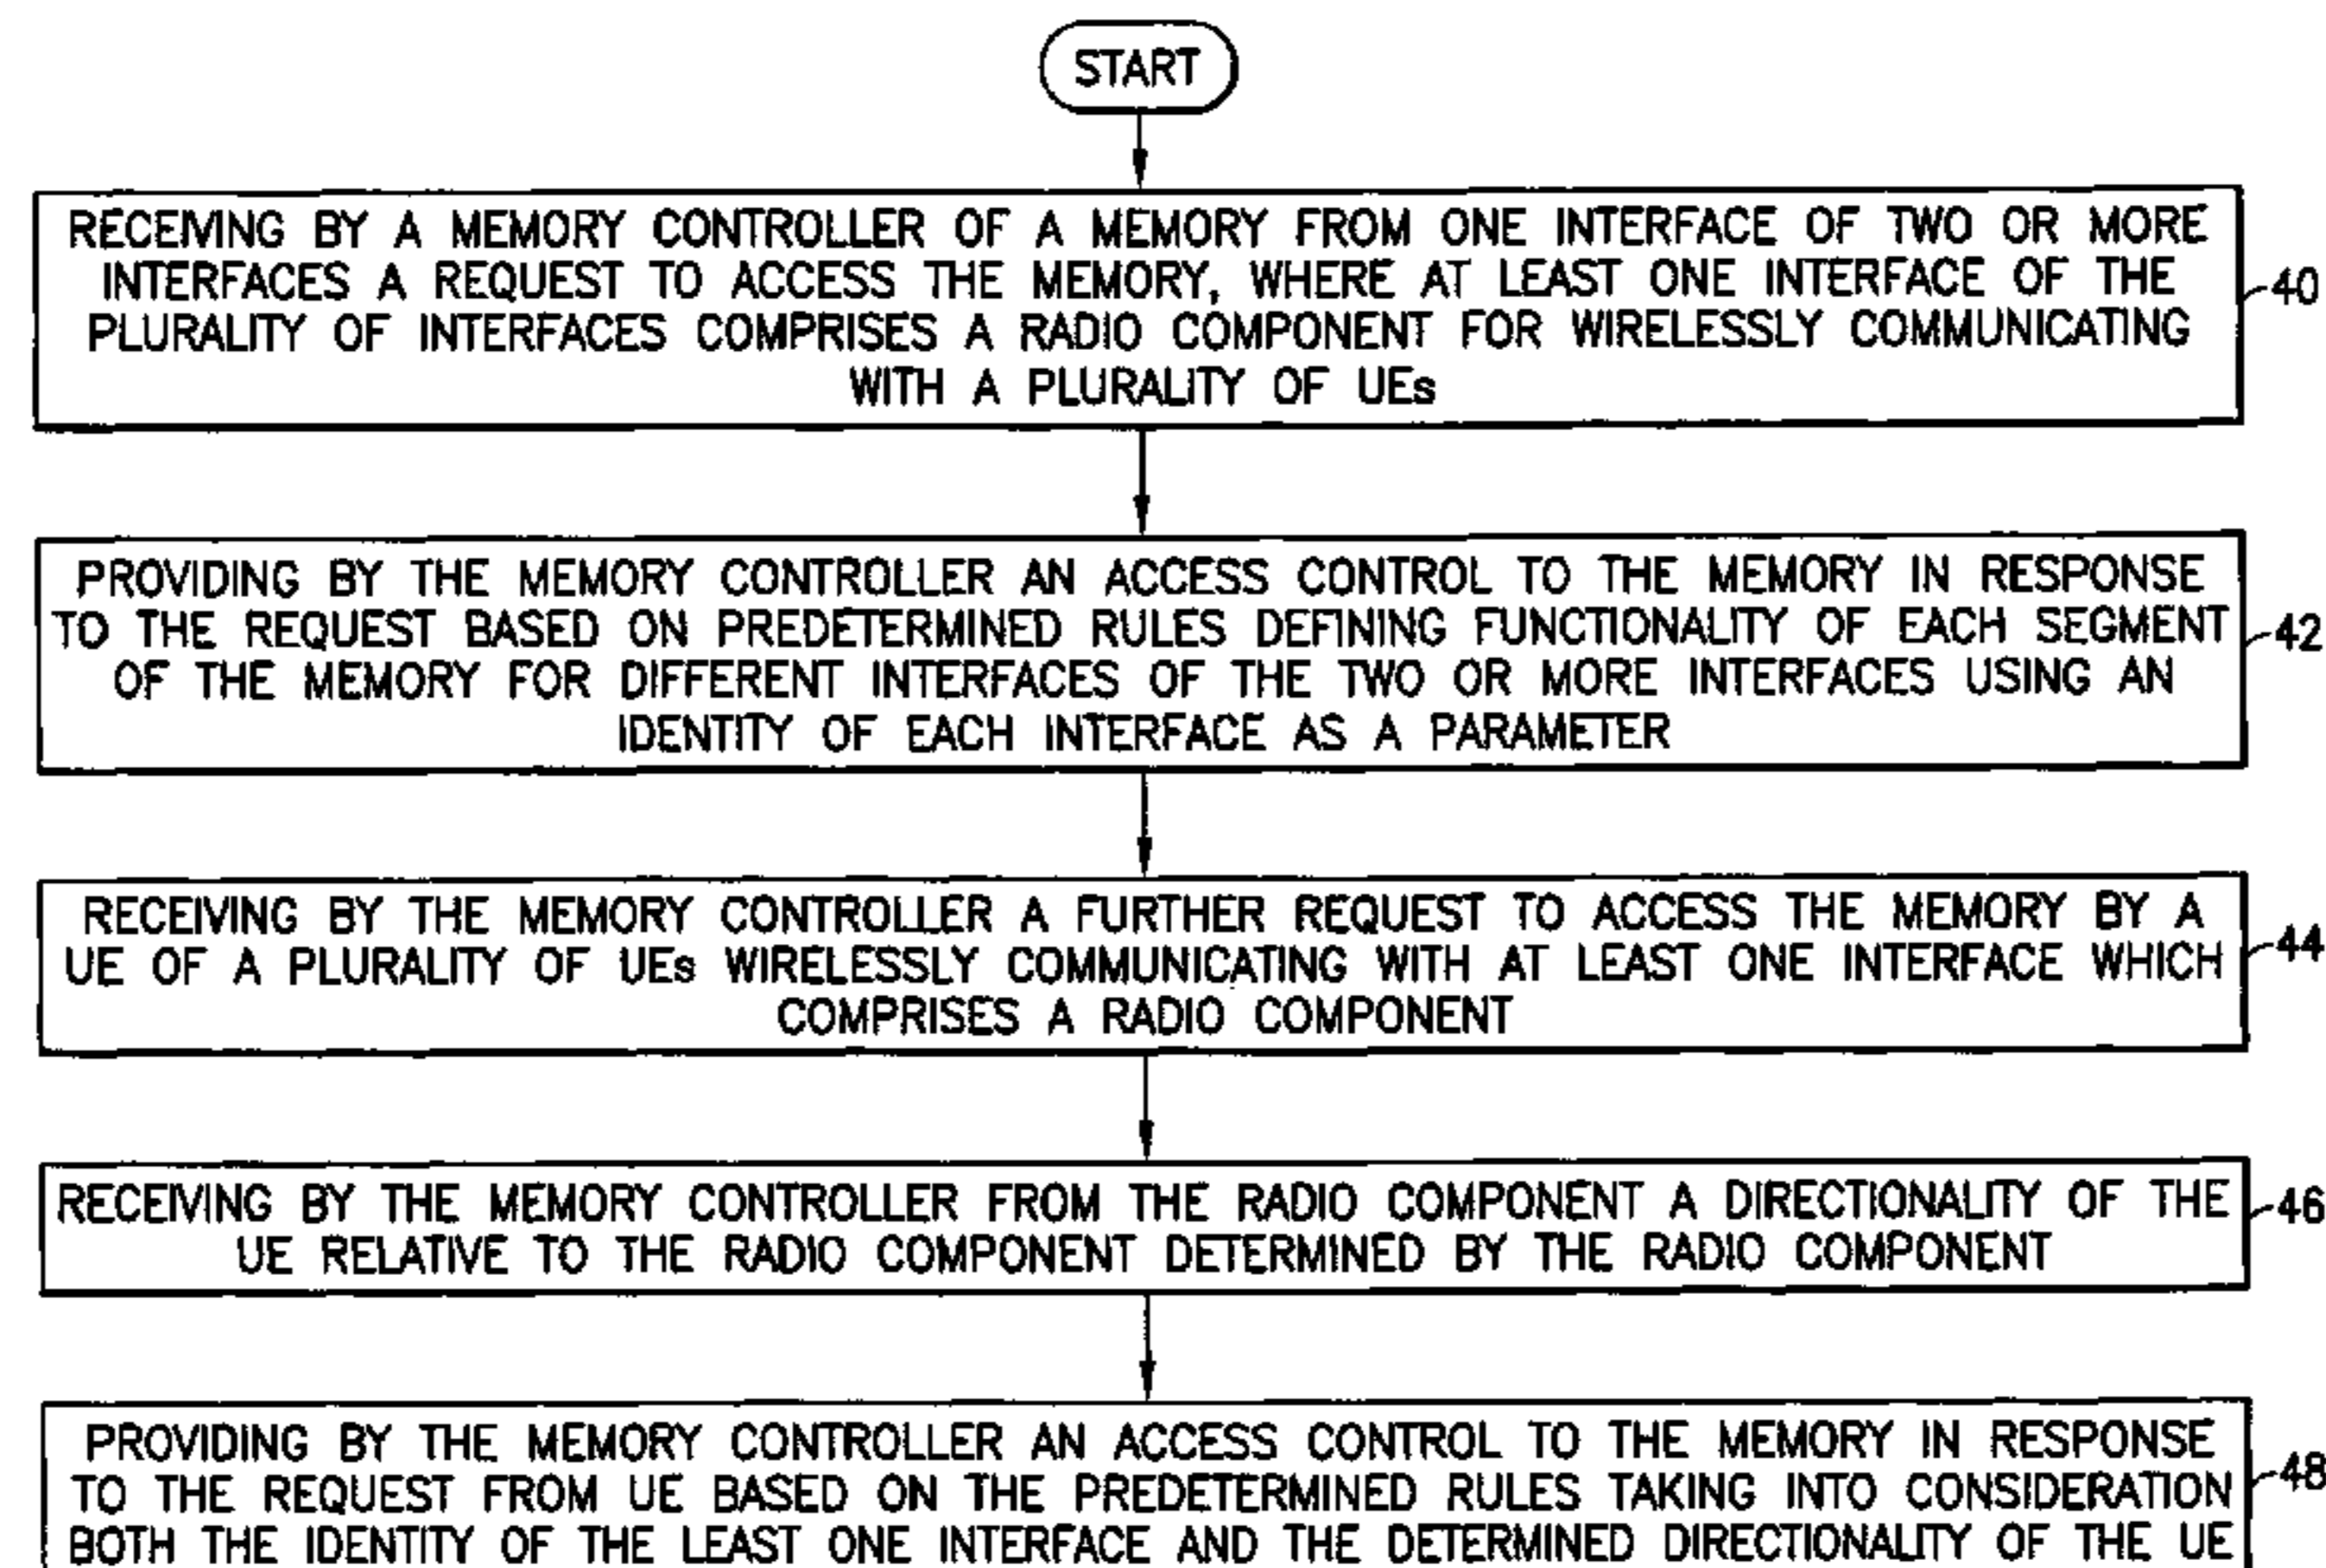 START
RECEIVING BY A MEMORY CONTROLLER OF A MEMORY FROM ONE INTERFACE OF TWO OR MORE
INTERFACES A REQUEST TO ACCESS THE MEMORY, WHERE AT LEAST ONE INTERFACE OF THE
PLURALITY OF INTERFACES COMPRISES A RADIO COMPONENT FOR WIRELESSLY COMMUNICATING
WITH A PLURALITY OF UEs
40
PROVIDING BY THE MEMORY CONTROLLER AN ACCESS CONTROL TO THE MEMORY IN RESPONSE
TO THE REQUEST BASED ON PREDETERMINED RULES DEFINING FUNCTIONALITY OF EACH SEGMENT
OF THE MEMORY FOR DIFFERENT INTERFACES OF THE TWO OR MORE INTERFACES USING AN
IDENTITY OF EACH INTERFACE AS A PARAMETER
42
RECEIVING BY THE MEMORY CONTROLLER A FURTHER REQUEST TO ACCESS THE MEMORY BY A
UE OF A PLURALITY OF UEs WIRELESSLY COMMUNICATING WITH AT LEAST ONE INTERFACE WHICH
COMPRISES A RADIO COMPONENT
44
RECEIVING BY THE MEMORY CONTROLLER FROM THE RADIO COMPONENT A DIRECTIONALITY OF THE
UE RELATIVE TO THE RADIO COMPONENT DETERMINED BY THE RADIO COMPONENT
46
PROVIDING BY THE MEMORY CONTROLLER AN ACCESS CONTROL TO THE MEMORY IN RESPONSE
TO THE REQUEST FROM UE BASED ON THE PREDETERMINED RULES TAKING INTO CONSIDERATION
BOTH THE IDENTITY OF THE LEAST ONE INTERFACE AND THE DETERMINED DIRECTIONALITY OF THE UE
48